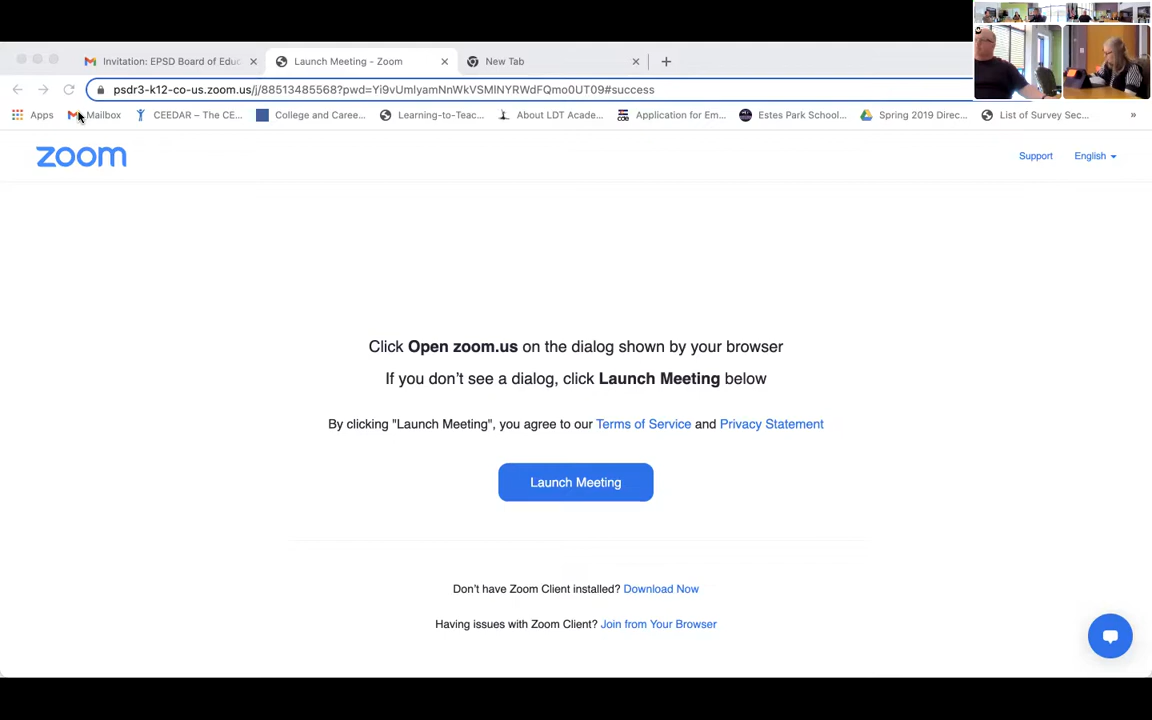 Invitation: EPSD Board of Educ
Launch Meeting - Zoom
New Tab
psdr3-k12-co-us.zoom.us/j/88513485568?pwd=Yi9vUmlyamNnWkVSMlNYRWdFQmo0UT09#success
Apps
Mailbox
CEEDAR – The CE...
College and Caree...
Learning-to-Teac...
About LDT Acade...
Application for Em...
Estes Park School...
Spring 2019 Direc...
List of Survey Sec...
»
zoom
Support
English
Click Open zoom.us on the dialog shown by your browser
If you don’t see a dialog, click Launch Meeting below
By clicking "Launch Meeting", you agree to our Terms of Service and Privacy Statement
Launch Meeting
Don’t have Zoom Client installed? Download Now
Having issues with Zoom Client? Join from Your Browser